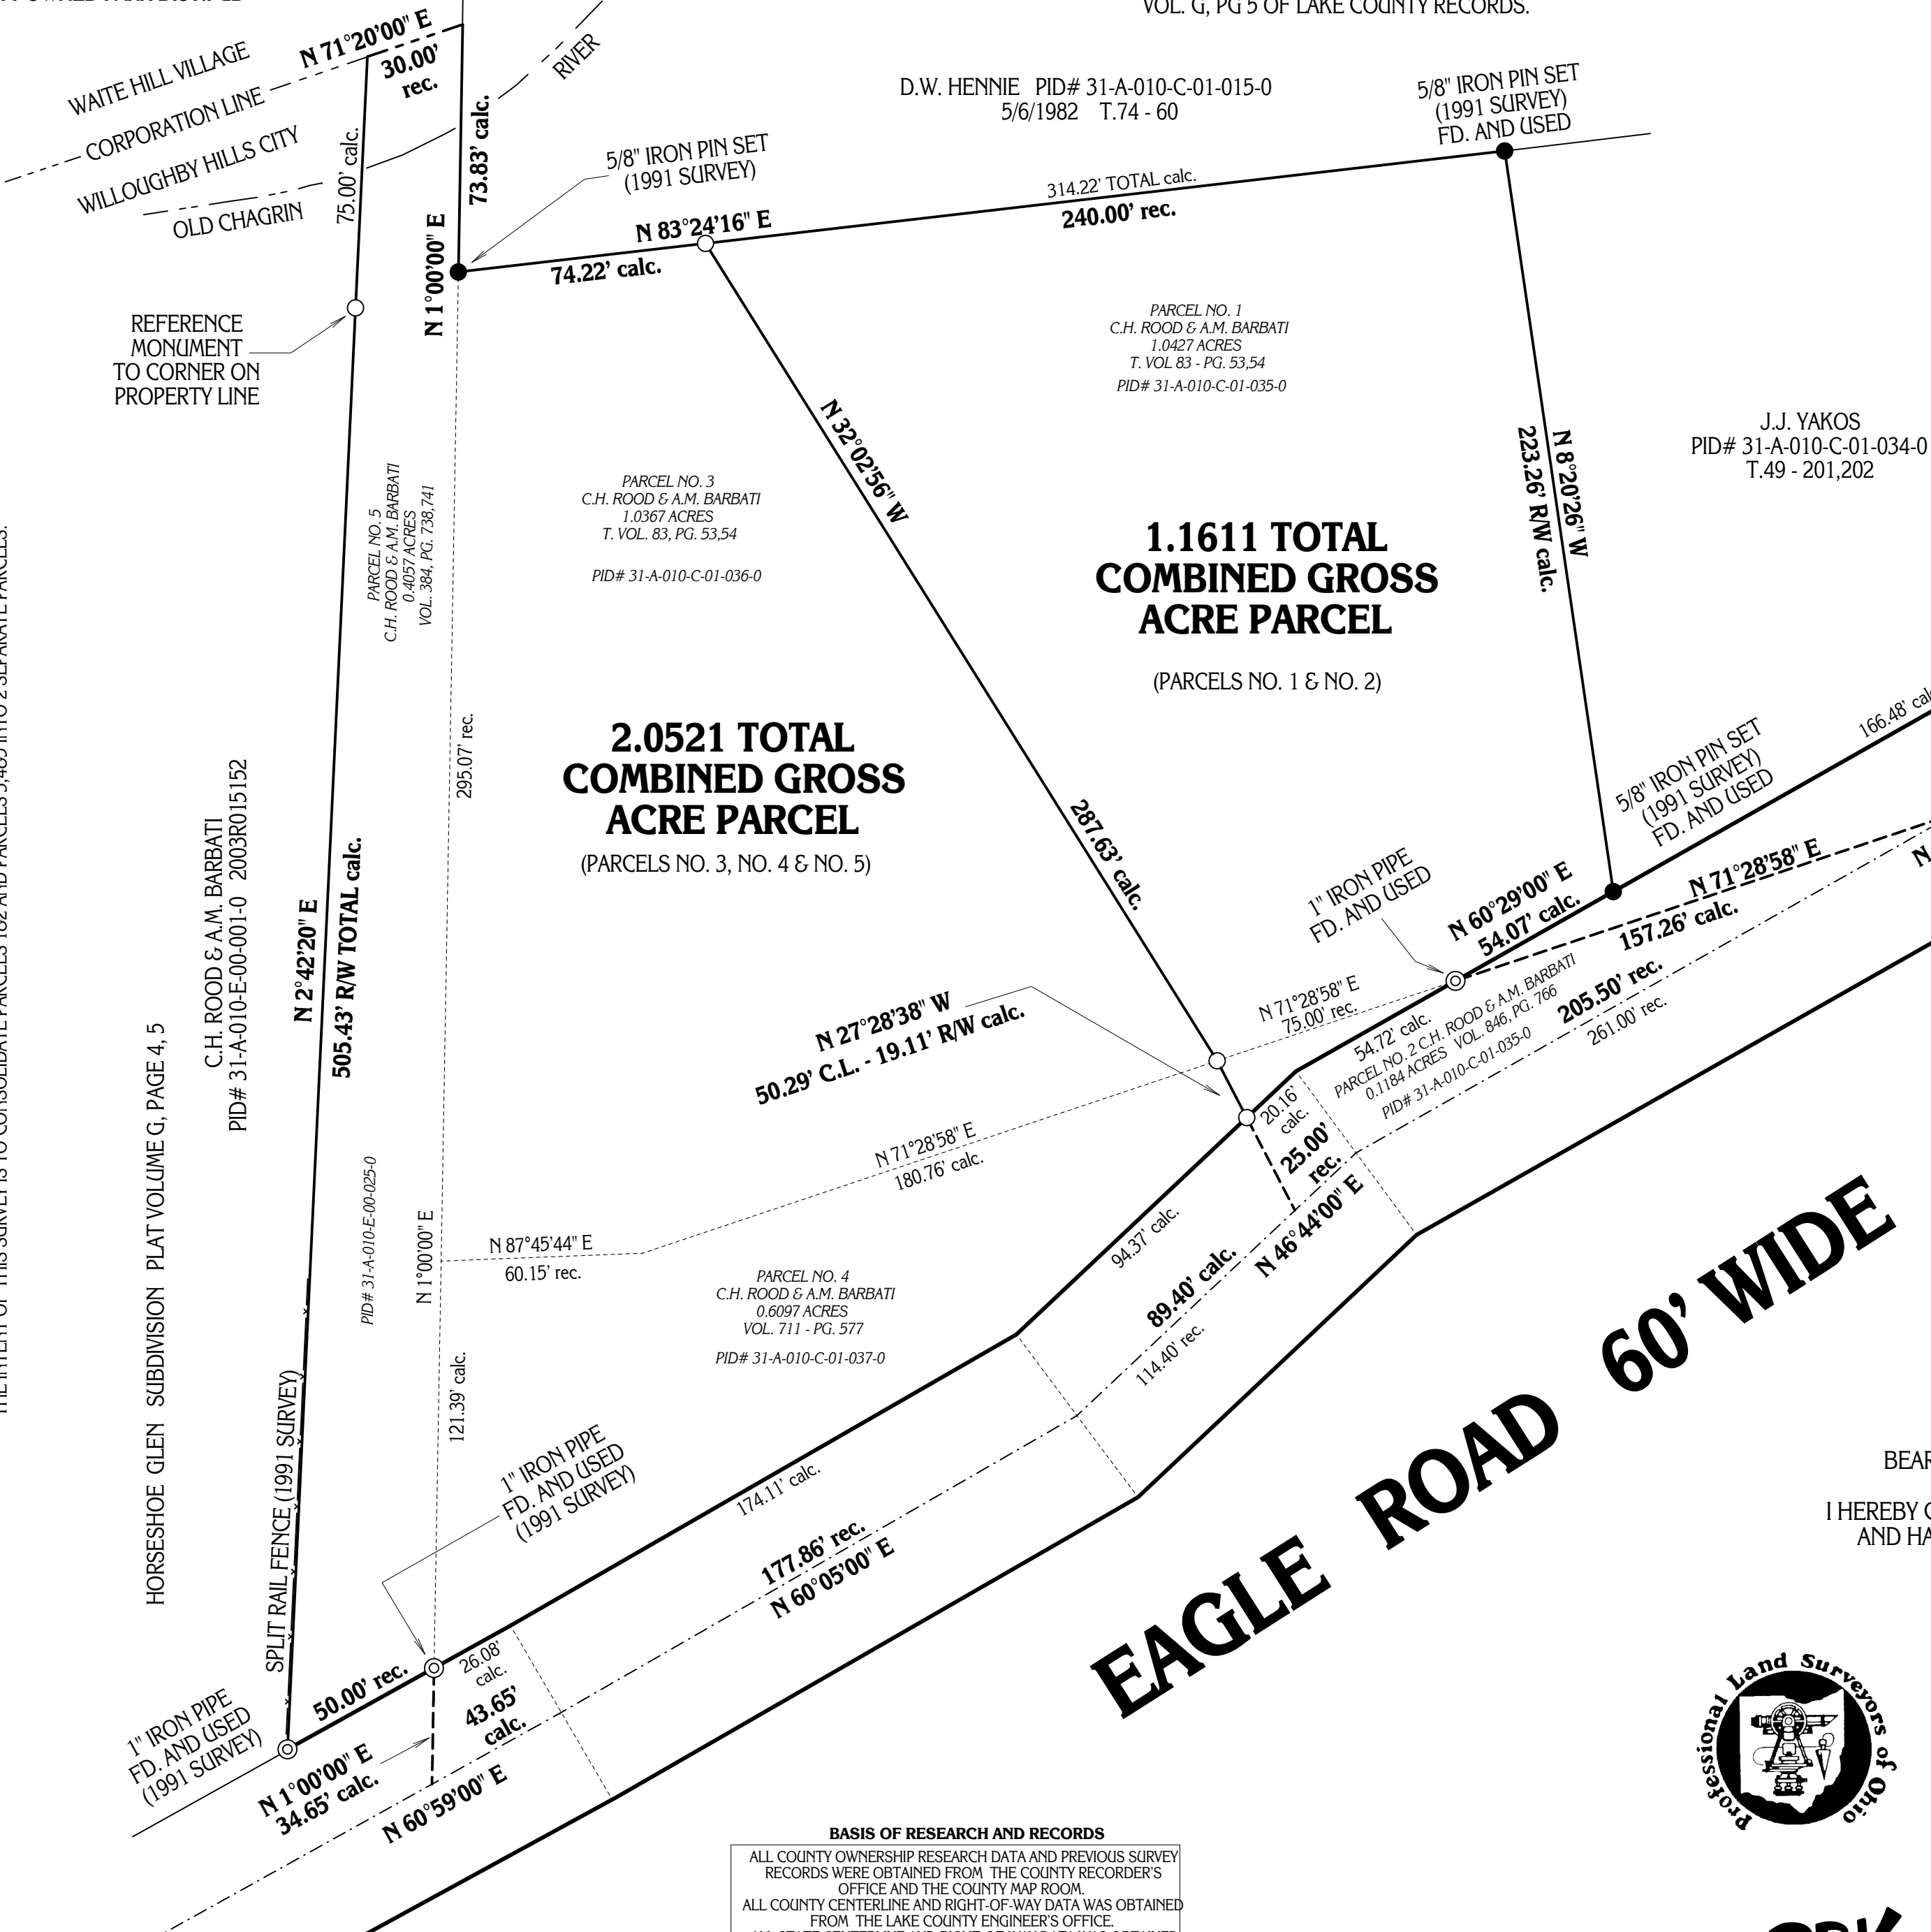 VOL. G, PG 5 OF LAKE COUNTY RECORDS.
N 71°20'00" E
30.00'
rec.
WAITE HILL VILLAGE
CORPORATION LINE
WILLOUGHBY HILLS CITY
OLD CHAGRIN
RIVER
75.00' calc.
73.83' calc.
N 1°00'00" E
5/8" IRON PIN SET
(1991 SURVEY)
D.W. HENNIE PID# 31-A-010-C-01-015-0
5/6/1982 T.74 - 60
5/8" IRON PIN SET
(1991 SURVEY)
FD. AND USED
314.22' TOTAL calc.
240.00' rec.
N 83°24'16" E
74.22' calc.
REFERENCE
MONUMENT
TO CORNER ON
PROPERTY LINE
PARCEL NO. 1
C.H. ROOD & A.M. BARBATI
1.0427 ACRES
T. VOL 83 - PG. 53,54
PID# 31-A-010-C-01-035-0
N 32°02'56" W
N 8°20'26" W
223.26' R/W calc.
J.J. YAKOS
PID# 31-A-010-C-01-034-0
T.49 - 201,202
PARCEL NO. 5
C.H. ROOD & A.M. BARBATI
0.4057 ACRES
VOL. 384, PG. 738,741
PARCEL NO. 3
C.H. ROOD & A.M. BARBATI
1.0367 ACRES
T. VOL. 83, PG. 53,54
PID# 31-A-010-C-01-036-0
1.1611 TOTAL
COMBINED GROSS
ACRE PARCEL
(PARCELS NO. 1 & NO. 2)
2.0521 TOTAL
COMBINED GROSS
ACRE PARCEL
(PARCELS NO. 3, NO. 4 & NO. 5)
295.07' rec.
C.H. ROOD & A.M. BARBATI
PID# 31-A-010-E-00-001-0 2003R015152
N 2°42'20" E
505.43' R/W TOTAL calc.
HORSESHOE GLEN SUBDIVISION PLAT VOLUME G, PAGE 4, 5
287.63' calc.
166.48' calc
5/8" IRON PIN SET
(1991 SURVEY)
FD. AND USED
1" IRON PIPE
FD. AND USED
N 60°29'00" E
54.07' calc.
N 71°28'58" E
157.26' calc.
N 71°28'58" E
75.00' rec.
54.72' calc.
PARCEL NO. 2 C.H. ROOD & A.M. BARBATI
0.1184 ACRES VOL. 846, PG. 766
PID# 31-A-010-C-01-035-0
205.50' rec.
261.00' rec.
N 27°28'38" W
50.29' C.L. - 19.11' R/W calc.
20.16'
calc.
25.00'
rec.
N 46°44'00" E
N 71°28'58" E
180.76' calc.
94.37' calc.
89.40' calc.
114.40' rec.
N 87°45'44" E
60.15' rec.
PID# 31-A-010-E-00-025-0
N 1°00'00" E
121.39' calc.
PARCEL NO. 4
C.H. ROOD & A.M. BARBATI
0.6097 ACRES
VOL. 711 - PG. 577
PID# 31-A-010-C-01-037-0
EAGLE ROAD 60' WIDE
SPLIT RAIL FENCE (1991 SURVEY)
1" IRON PIPE
FD. AND USED
(1991 SURVEY)
174.11' calc.
177.86' rec.
N 60°05'00" E
50.00' rec.
26.08'
calc.
43.65'
calc.
1" IRON PIPE
FD. AND USED
(1991 SURVEY)
N 1°00'00" E
34.65' calc.
N 60°59'00" E
BEAR
I HEREBY
AND HA
Professional Land Surveyors of Ohio
BASIS OF RESEARCH AND RECORDS
ALL COUNTY OWNERSHIP RESEARCH DATA AND PREVIOUS SURVEY
RECORDS WERE OBTAINED FROM THE COUNTY RECORDER'S
OFFICE AND THE COUNTY MAP ROOM.
ALL COUNTY CENTERLINE AND RIGHT-OF-WAY DATA WAS OBTAINED
FROM THE LAKE COUNTY ENGINEER'S OFFICE.